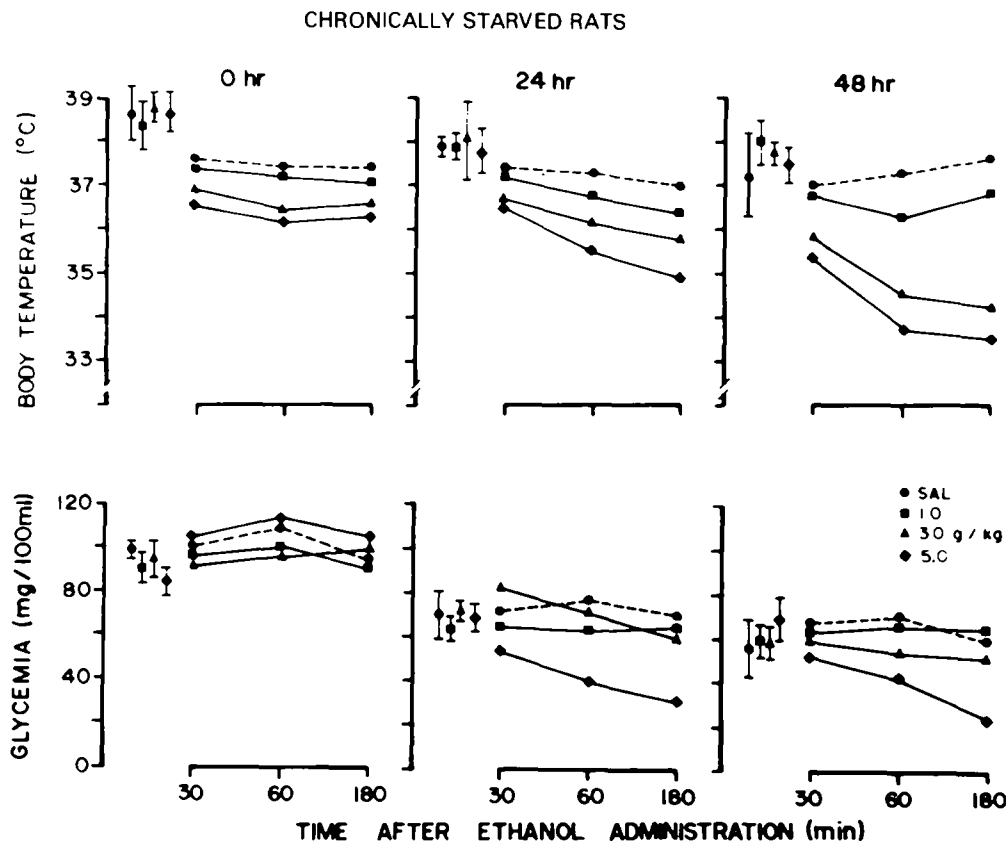 CHRONICALLY STARVED RATS
0 hr
24 hr
48 hr
BODY TEMPERATURE (°C)
39
37
35
33
GLYCEMIA (mg/100ml)
120
100
80
40
0
SAL
1.0
3.0 g/kg
5.0
30 60 180
30 60 180
30 60 180
TIME AFTER ETHANOL ADMINISTRATION (min)